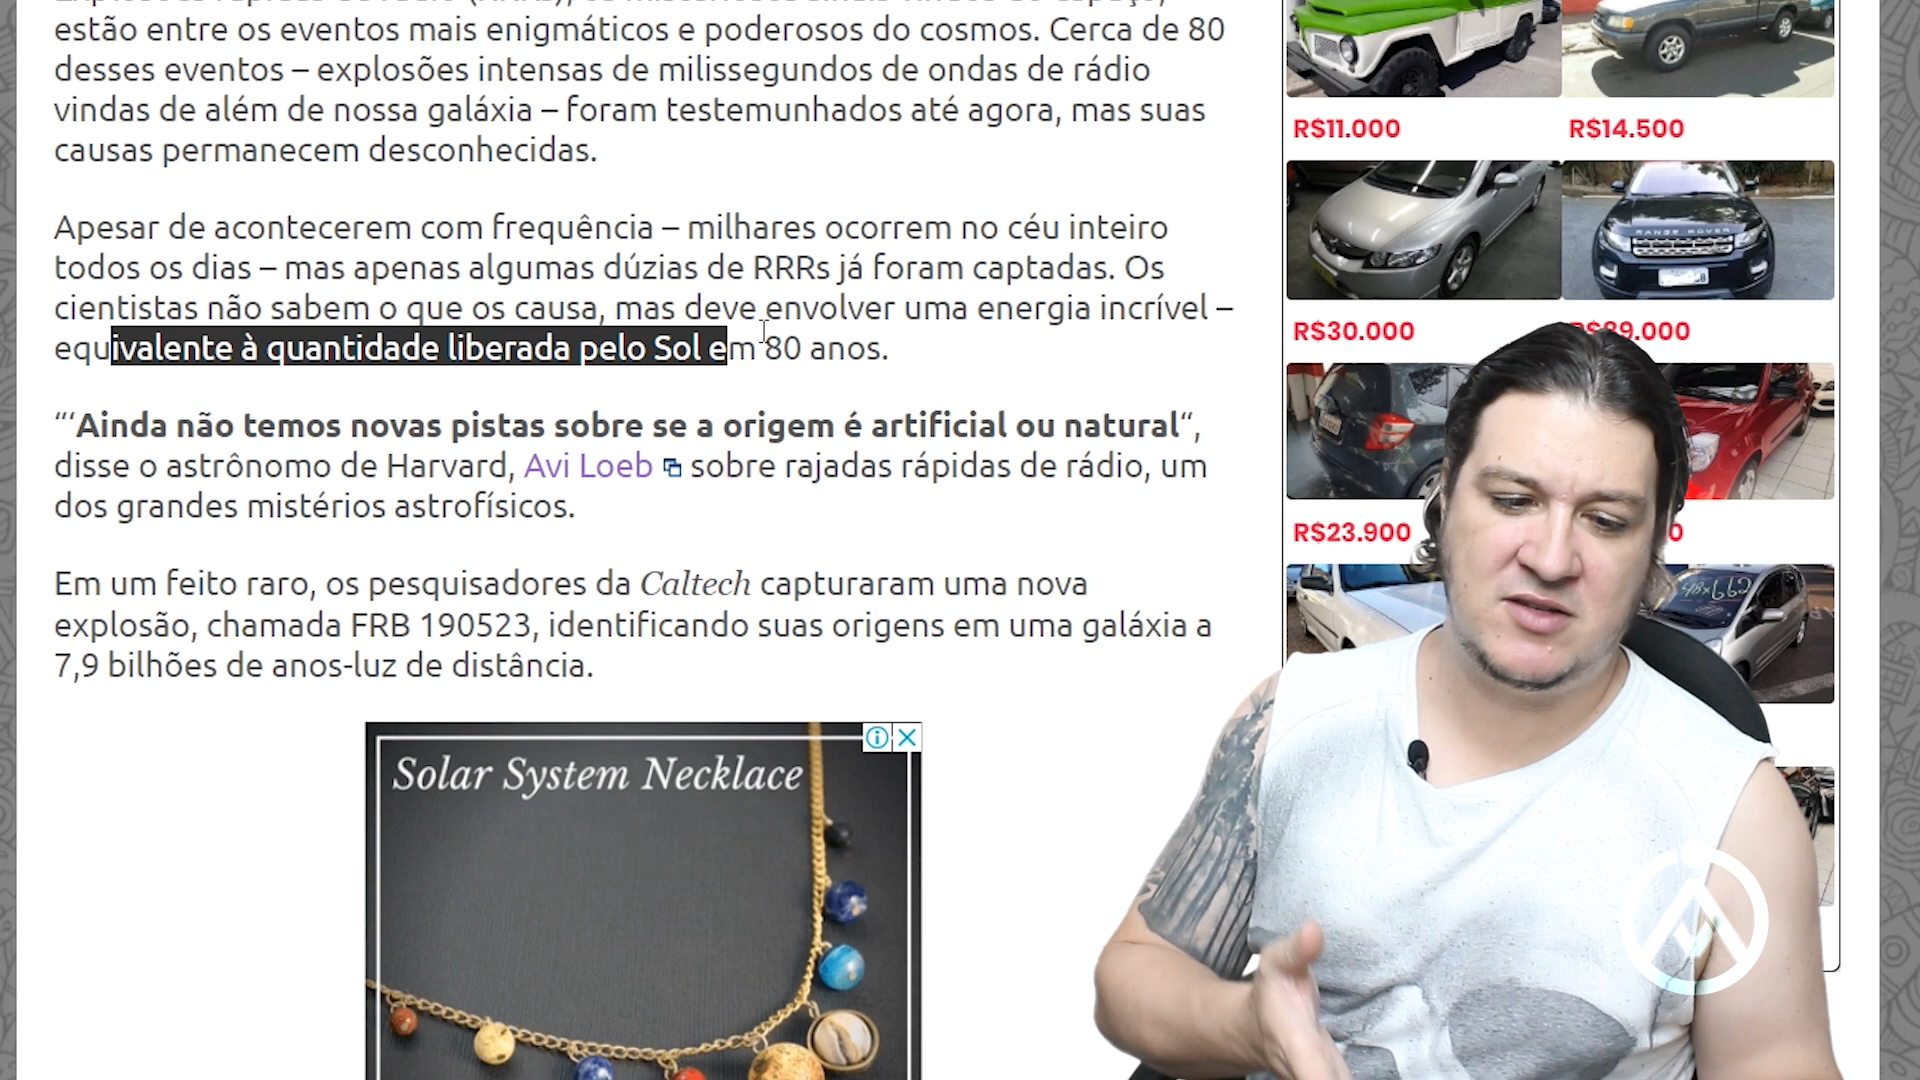 estão entre os eventos mais enigmáticos e poderosos do cosmos. Cerca de 80
desses eventos – explosões intensas de milissegundos de ondas de rádio
vindas de além de nossa galáxia – foram testemunhados até agora, mas suas
causas permanecem desconhecidas.
Apesar de acontecerem com frequência – milhares ocorrem no céu inteiro
todos os dias – mas apenas algumas dúzias de RRRs já foram captadas. Os
cientistas não sabem o que os causa, mas deve envolver uma energia incrível –
equivalente à quantidade liberada pelo Sol em 80 anos.
“‘Ainda não temos novas pistas sobre se a origem é artificial ou natural“,
disse o astrônomo de Harvard, Avi Loeb sobre rajadas rápidas de rádio, um
dos grandes mistérios astrofísicos.
Em um feito raro, os pesquisadores da Caltech capturaram uma nova
explosão, chamada FRB 190523, identificando suas origens em uma galáxia a
7,9 bilhões de anos-luz de distância.
Solar System Necklace
R$11.000
R$14.500
RANGE ROVER
R$30.000
R$23.900